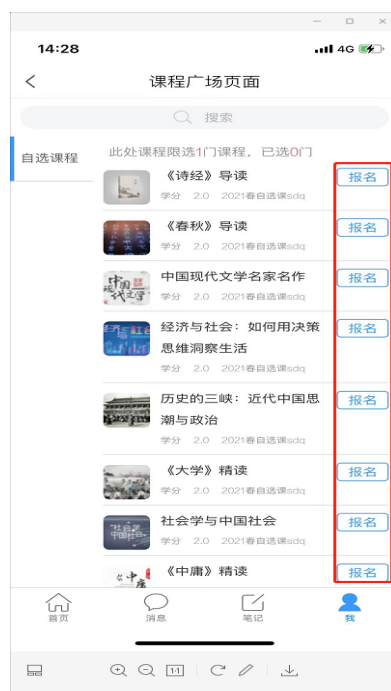 14:28
4G
课程广场页面
搜索
自选课程
此处课程限选1门课程，已选0门
《诗经》导读
报名
学分 2.0 2021春自选课sdq
《春秋》导读
报名
学分 2.0 2021春自选课sdq
中国现代文学名家名作
报名
学分 2.0 2021春自选课sdq
经济与社会：如何用决策
思维洞察生活
报名
学分 2.0 2021春自选课sdq
历史的三峡：近代中国思
潮与政治
报名
学分 2.0 2021春自选课sdq
《大学》精读
报名
学分 2.0 2021春自选课sdq
社会学与中国社会
报名
学分 2.0 2021春自选课sdq
《中庸》精读
报名
首页
消息
笔记
我
1:1